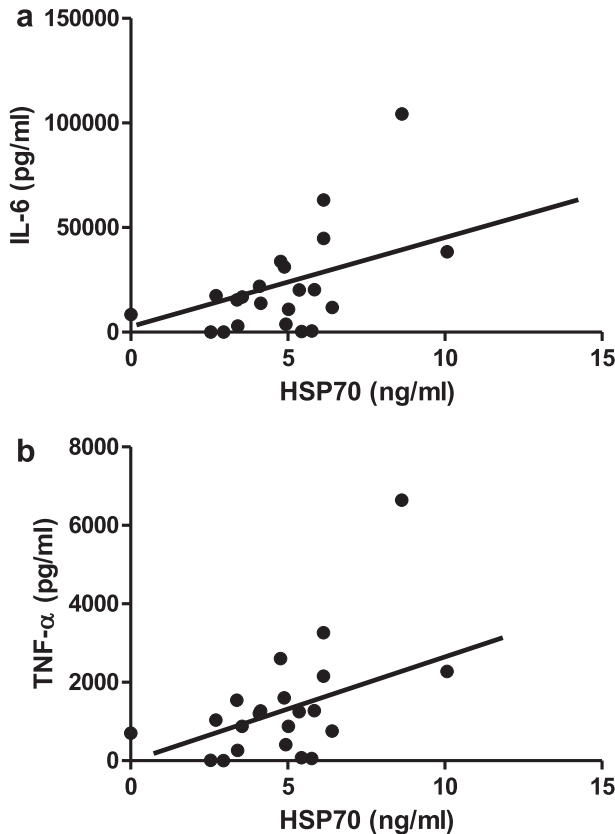 a
150000
100000
50000
0
IL-6 (pg/ml)
0 5 10 15
HSP70 (ng/ml)
b
8000
6000
4000
2000
0
TNF-α (pg/ml)
0 5 10 15
HSP70 (ng/ml)